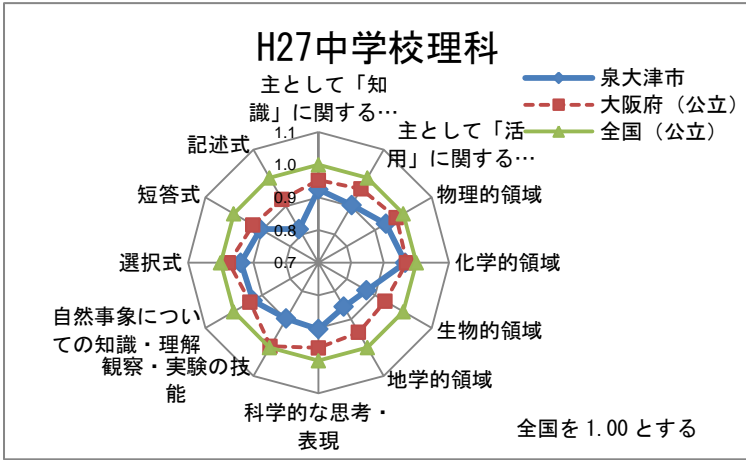 H27中学校理科
泉大津市
大阪府（公立）
全国（公立）
主として「知
識」に関する…
主として「活
用」に関する…
物理的領域
化学的領域
生物的領域
地学的領域
科学的な思考・
表現
観察・実験の技
能
自然事象につい
ての知識・理解
選択式
短答式
記述式
1.1
1.0
0.9
0.8
0.7
全国を 1.00 とする